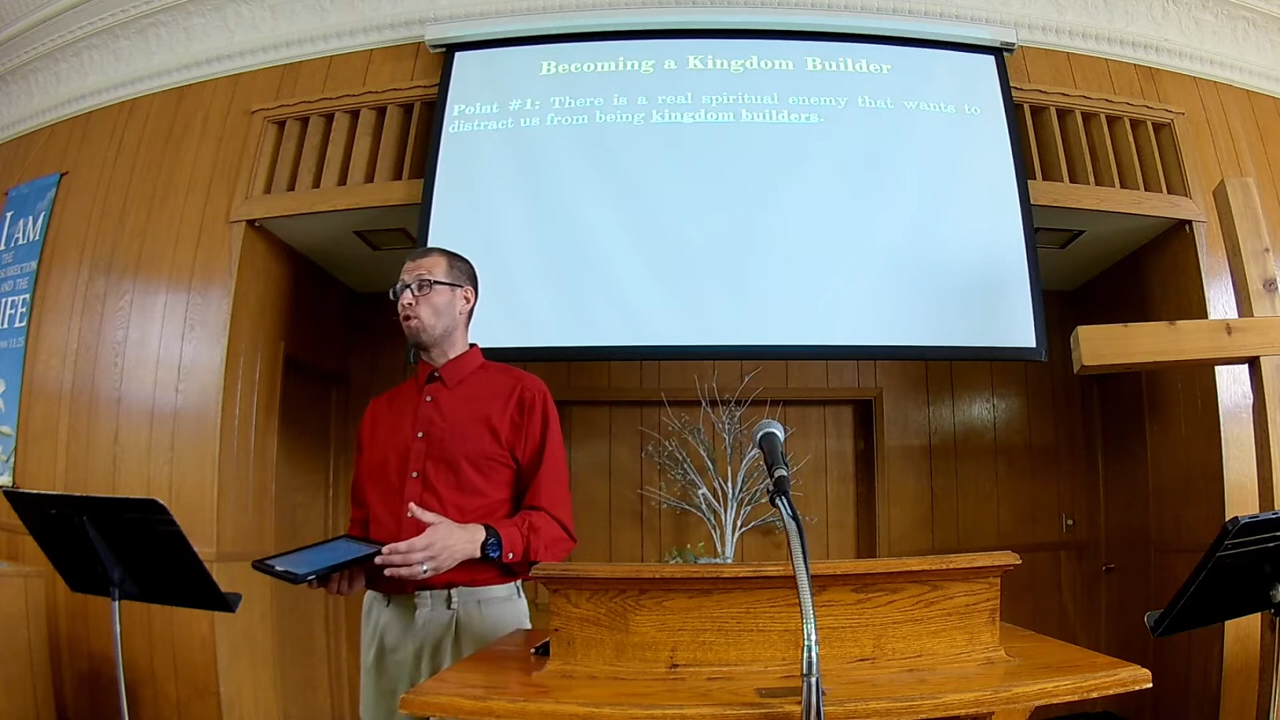 Becoming a Kingdom Builder
Point #1: There is a real spiritual enemy that wants to
distract us from being kingdom builders.
I AM
THE
AND THE